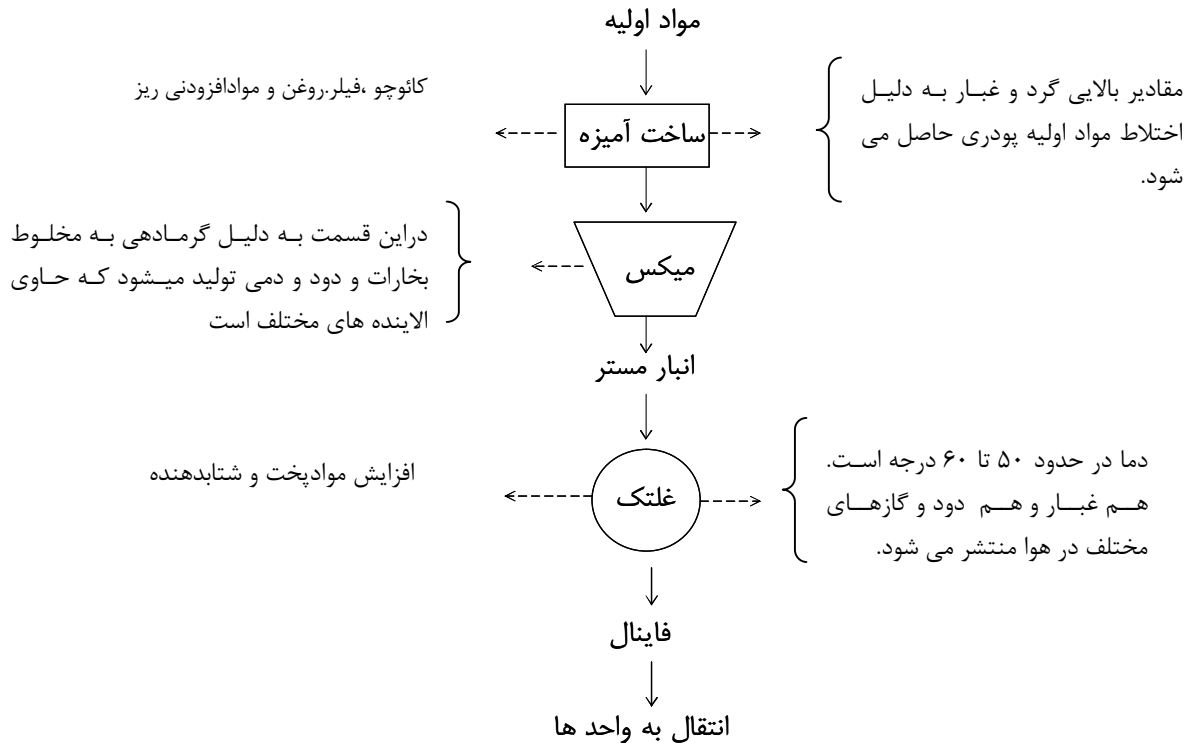 مواد اولیه
کائوچو ،فیلر.روغن و موادافزودنی ریز
ساخت آمیزه
مقادیر بالایی گرد و غبار به دلیل
اختلاط مواد اولیه پودری حاصل می
شود.
دراین قسمت به دلیل گرمادهی به مخلوط
بخارات و دود و دمی تولید میشود که حاوی
الاینده های مختلف است
میکس
انبار مستر
افزایش موادپخت و شتابدهنده
غلتک
دما در حدود ۵۰ تا ۶۰ درجه است.
هم غبار و هم دود و گازهای
مختلف در هوا منتشر می شود.
فاینال
انتقال به واحد ها